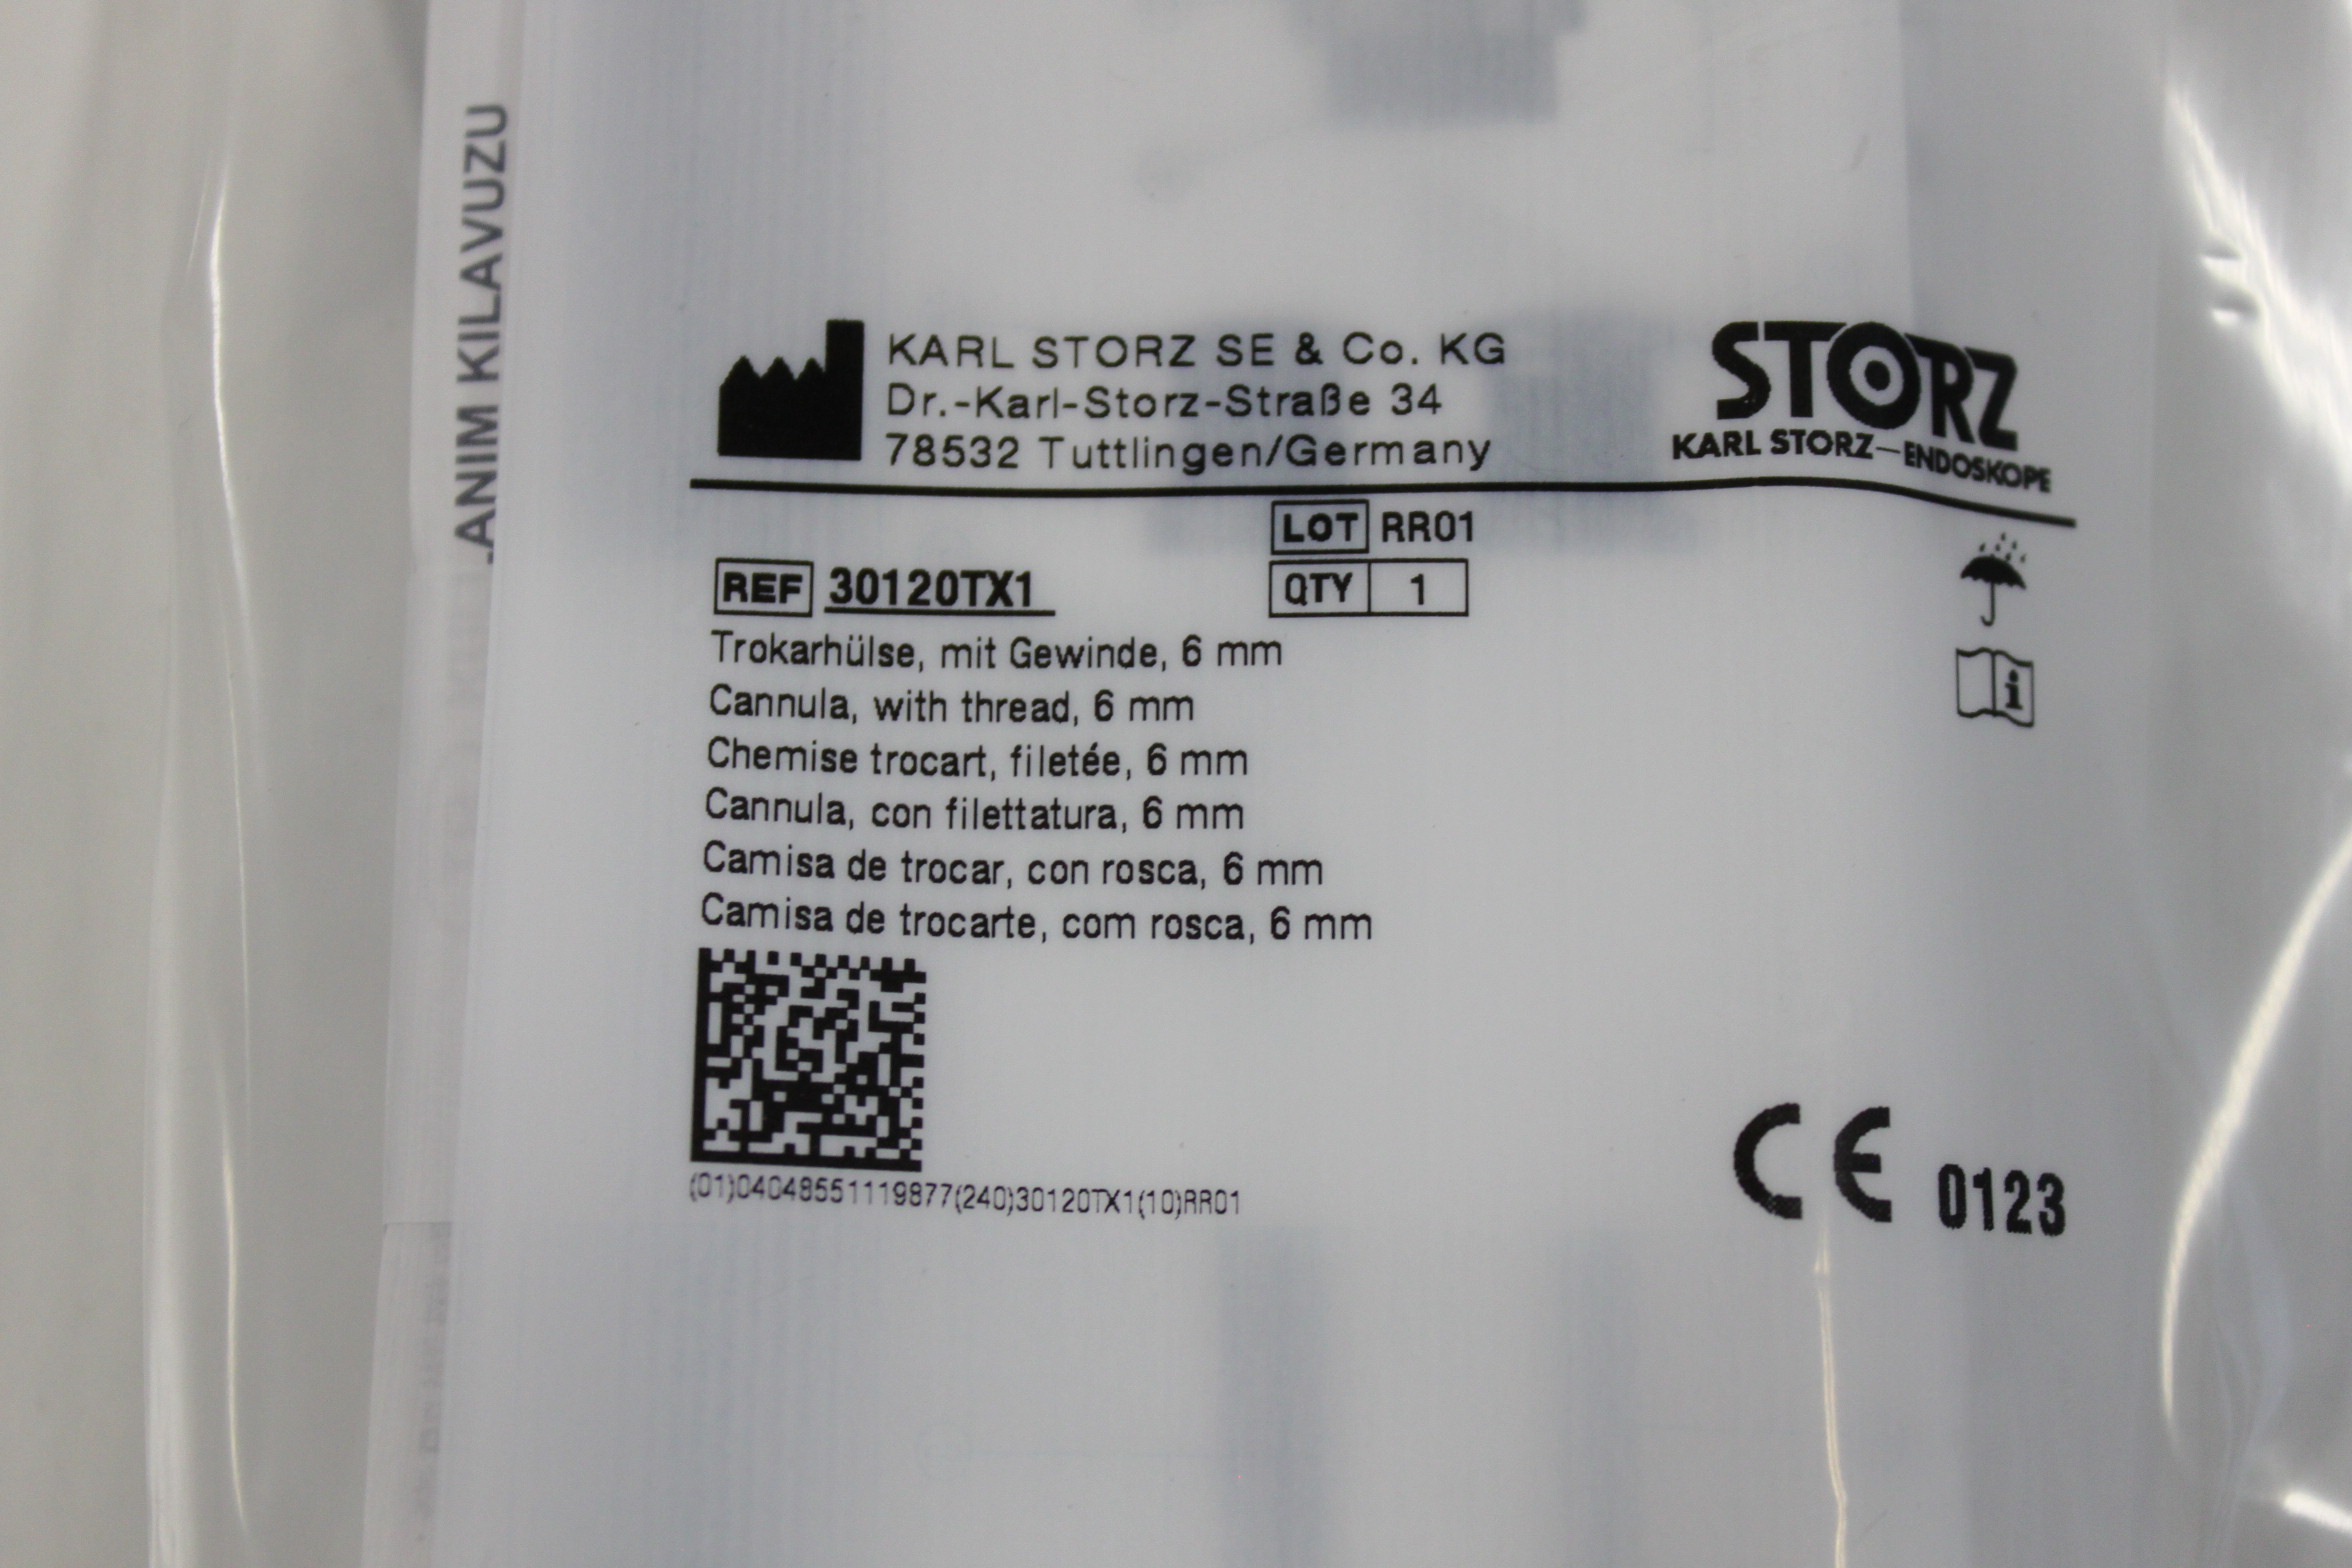 .ANIM KILAVUZU
KARL STORZ SE & Co. KG
Dr.-Karl-Storz-Straße 34
78532 Tuttlingen/Germany
STORZ
KARL STORZ—ENDOSKOPE
LOT RR01
REF 30120TX1
QTY 1
Trokarhülse, mit Gewinde, 6 mm
Cannula, with thread, 6 mm
Chemise trocart, filetée, 6 mm
Cannula, con filettatura, 6 mm
Camisa de trocar, con rosca, 6 mm
Camisa de trocarte, com rosca, 6 mm
(01)04048551119877(240)30120TX1(10)RR01
CE 0123